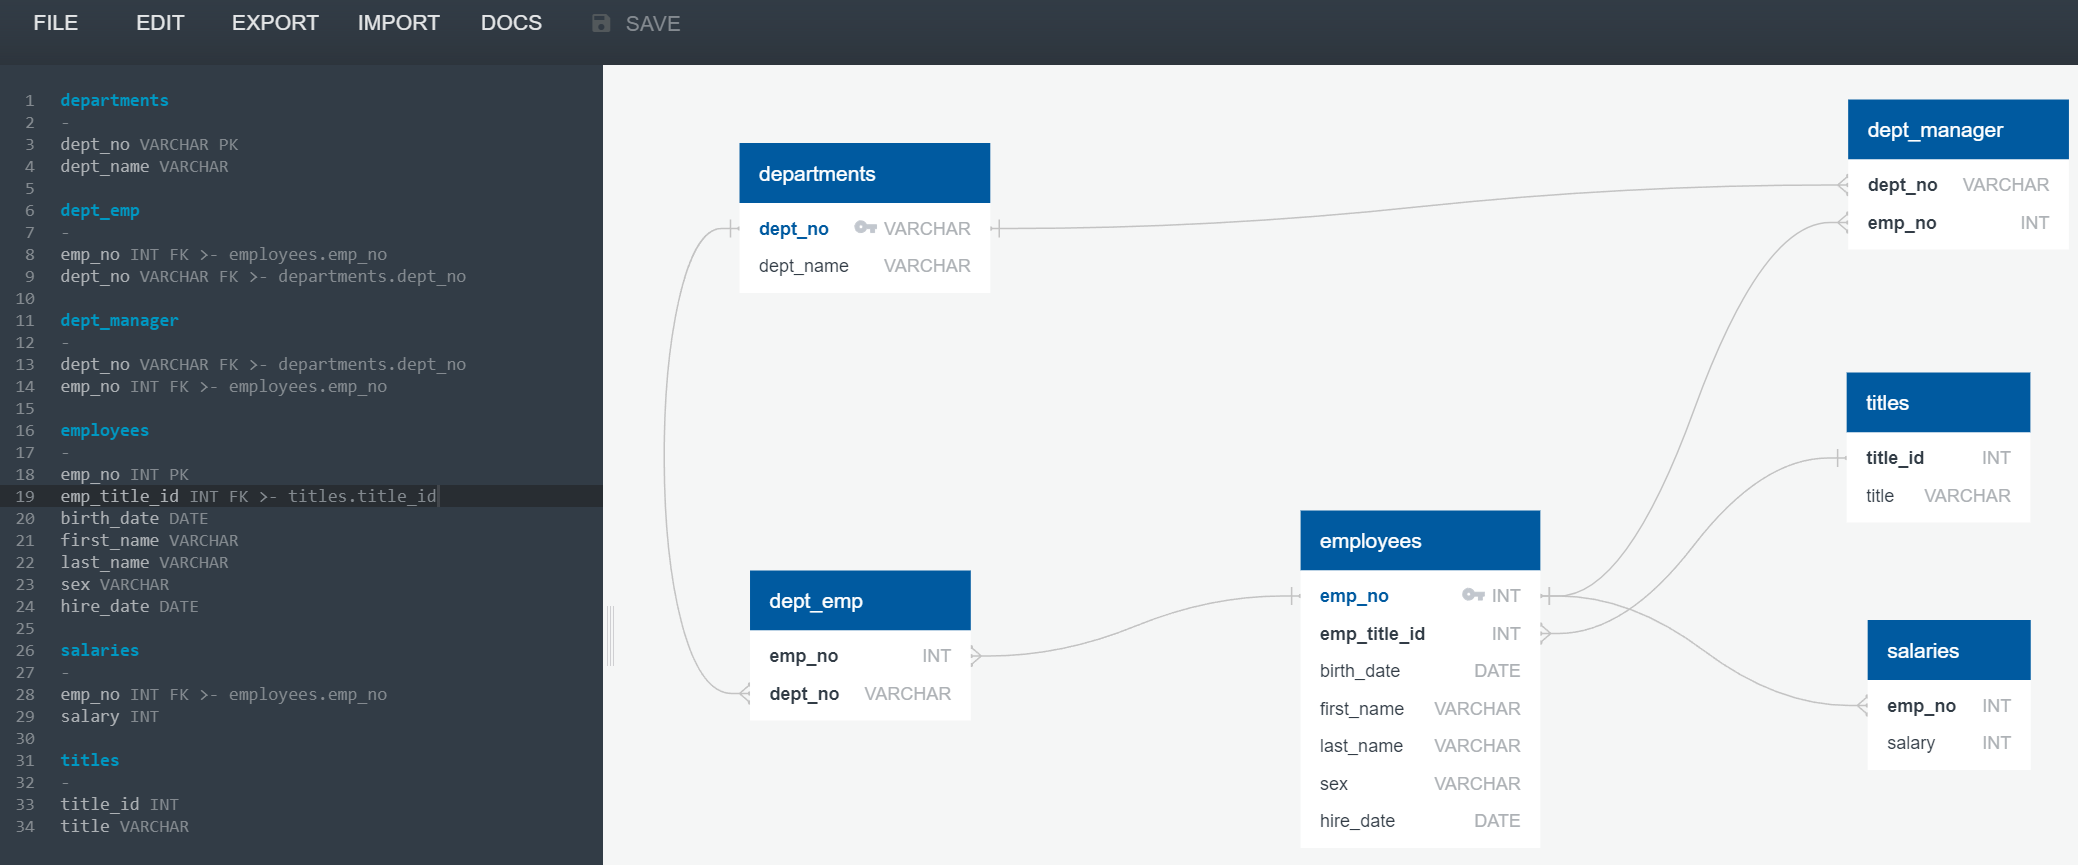 FILE EDIT EXPORT IMPORT DOCS SAVE
1 departments
2 -
3 dept_no VARCHAR PK
4 dept_name VARCHAR
5
6 dept_emp
7 -
8 emp_no INT FK >- employees.emp_no
9 dept_no VARCHAR FK >- departments.dept_no
10
11 dept_manager
12 -
13 dept_no VARCHAR FK >- departments.dept_no
14 emp_no INT FK >- employees.emp_no
15
16 employees
17 -
18 emp_no INT PK
19 emp_title_id INT FK >- titles.title_id
20 birth_date DATE
21 first_name VARCHAR
22 last_name VARCHAR
23 sex VARCHAR
24 hire_date DATE
25
26 salaries
27 -
28 emp_no INT FK >- employees.emp_no
29 salary INT
30
31 titles
32 -
33 title_id INT
34 title VARCHAR
departments
dept_no VARCHAR
dept_name VARCHAR
dept_manager
dept_no VARCHAR
emp_no INT
titles
title_id INT
title VARCHAR
employees
emp_no INT
emp_title_id INT
birth_date DATE
first_name VARCHAR
last_name VARCHAR
sex VARCHAR
hire_date DATE
dept_emp
emp_no INT
dept_no VARCHAR
salaries
emp_no INT
salary INT